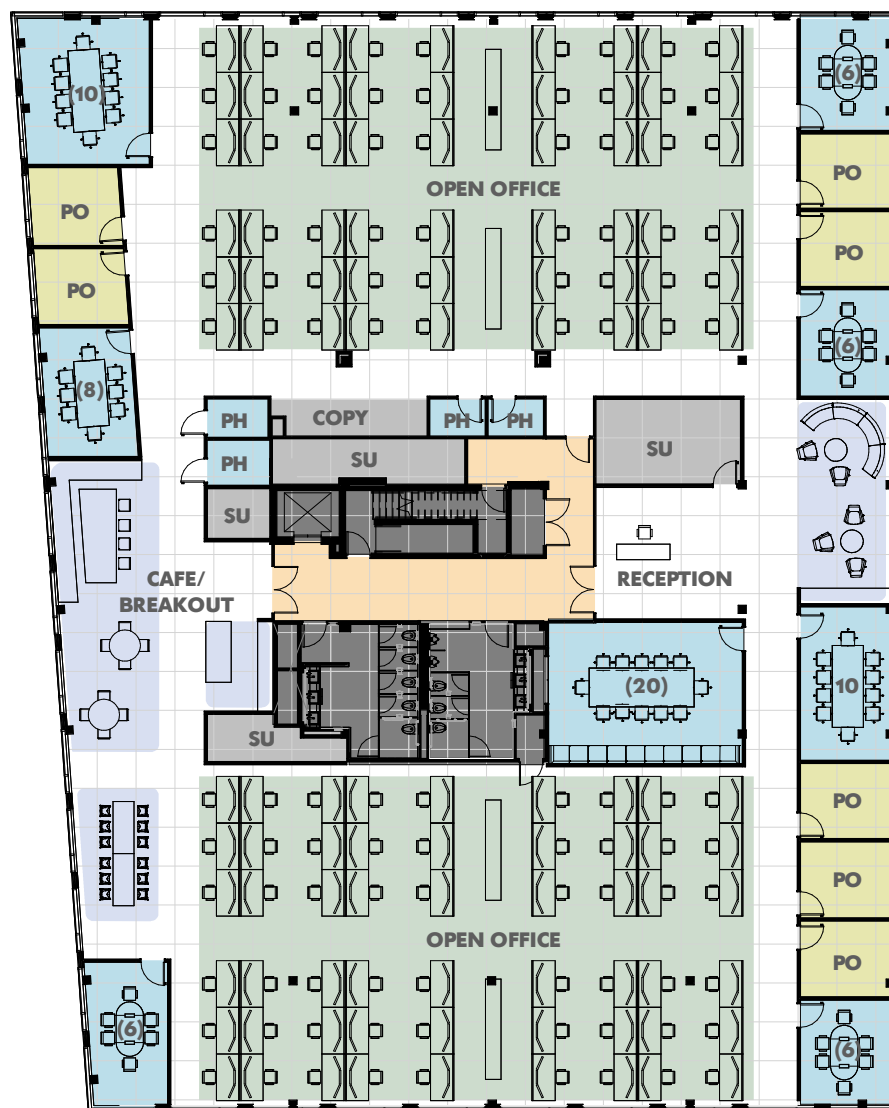 (10)
(6)
PO
OPEN OFFICE
PO
PO
PO
(6)
(8)
PH
COPY
PH
PH
PH
SU
SU
SU
CAFE/
BREAKOUT
RECEPTION
(20)
10
SU
PO
PO
OPEN OFFICE
PO
(6)
(6)